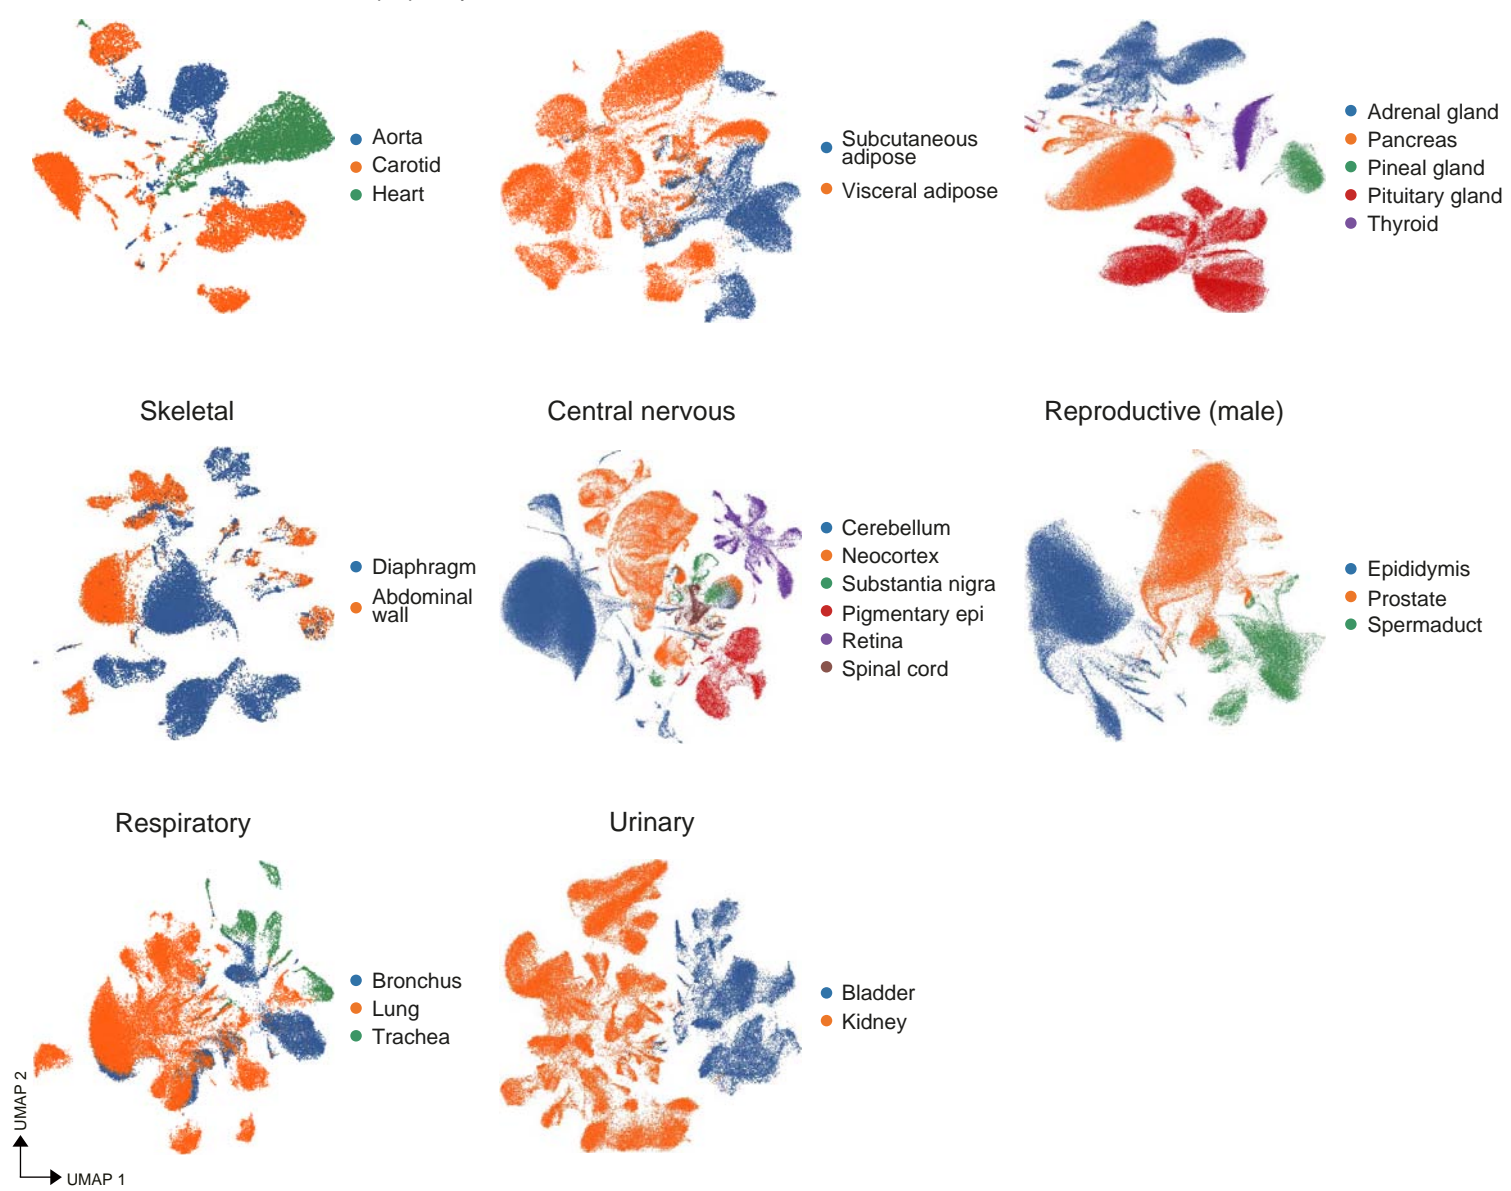 Aorta
Carotid
Heart
Subcutaneous
adipose
Visceral adipose
Adrenal gland
Pancreas
Pineal gland
Pituitary gland
Thyroid
Skeletal
Central nervous
Reproductive (male)
Diaphragm
Abdominal
wall
Cerebellum
Neocortex
Substantia nigra
Pigmentary epi
Retina
Spinal cord
Epididymis
Prostate
Spermaduct
Respiratory
Urinary
Bronchus
Lung
Trachea
Bladder
Kidney
UMAP 2
UMAP 1